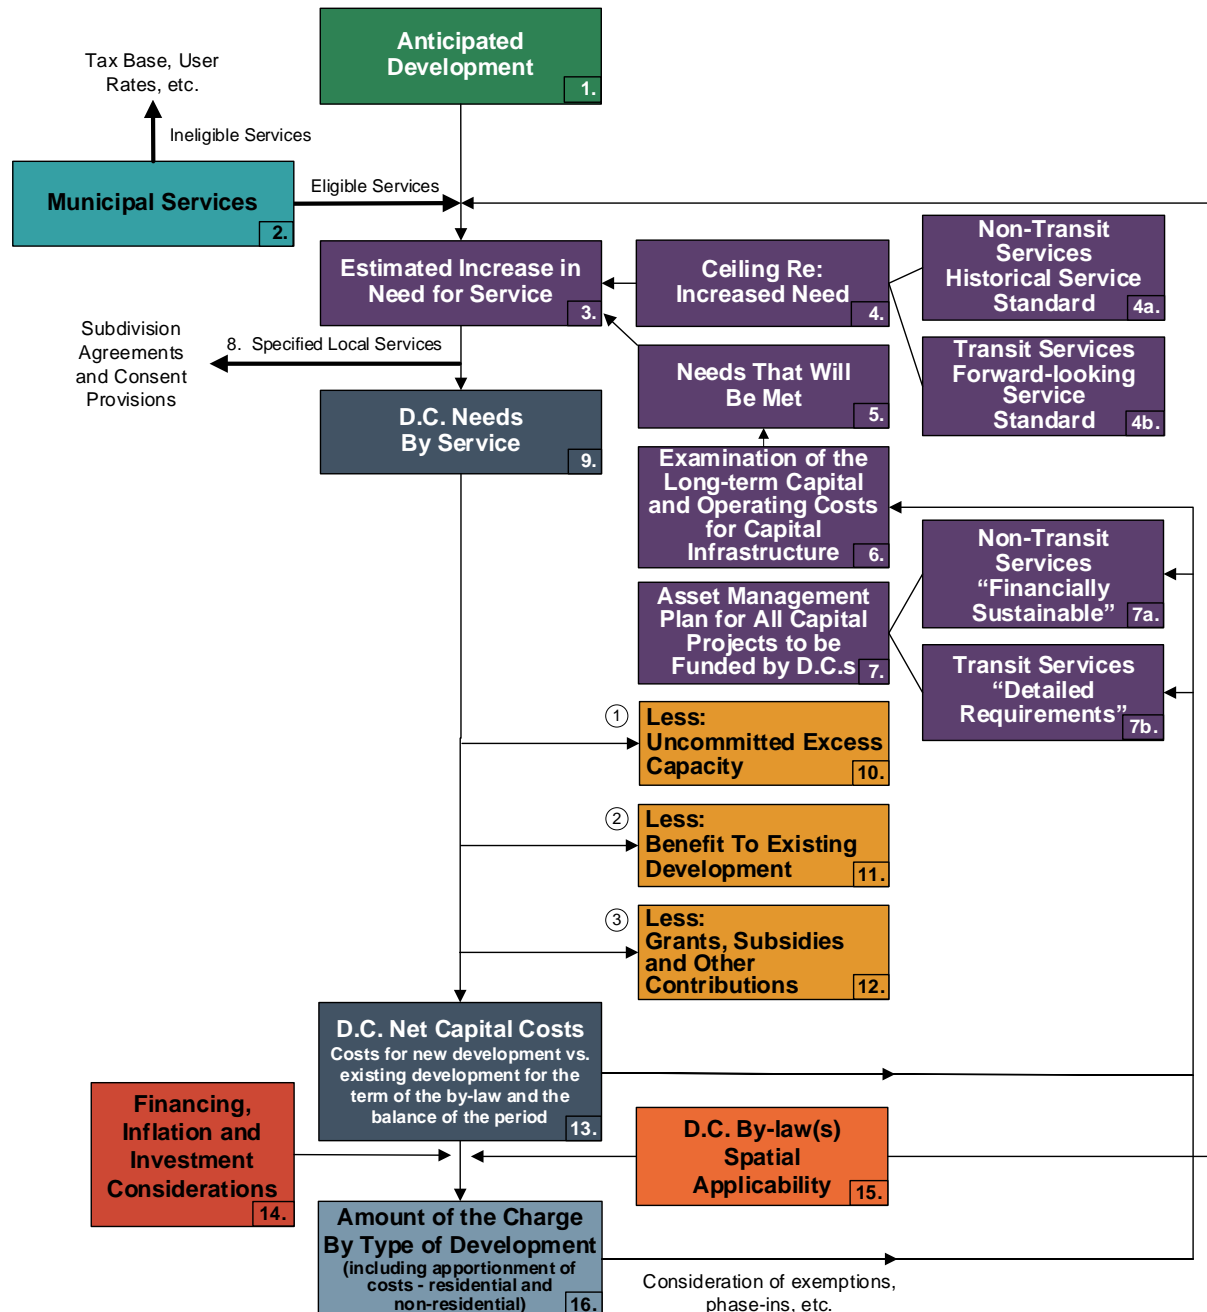 Anticipated
Development
1.
Tax Base, User
Rates, etc.
Ineligible Services
Municipal Services
2.
Eligible Services
Estimated Increase in
Need for Service
3.
Ceiling Re:
Increased Need
4.
Non-Transit
Services
Historical Service
Standard
4a.
Transit Services
Forward-looking
Service
Standard
4b.
Needs That Will
Be Met
5.
Subdivision
Agreements
and Consent
Provisions
8. Specified Local Services
D.C. Needs
By Service
9.
Examination of the
Long-term Capital
and Operating Costs
for Capital
Infrastructure
6.
Asset Management
Plan for All Capital
Projects to be
Funded by D.C.s
7.
Non-Transit
Services
“Financially
Sustainable”
7a.
Transit Services
“Detailed
Requirements”
7b.
1
Less:
Uncommitted Excess
Capacity
10.
2
Less:
Benefit To Existing
Development
11.
3
Less:
Grants, Subsidies
and Other
Contributions
12.
D.C. Net Capital Costs
Costs for new development vs.
existing development for the
term of the by-law and the
balance of the period
13.
Financing,
Inflation and
Investment
Considerations
14.
D.C. By-law(s)
Spatial
Applicability
15.
Amount of the Charge
By Type of Development
(including apportionment of
costs - residential and
non-residential)
16.
Consideration of exemptions,
phase-ins, etc.